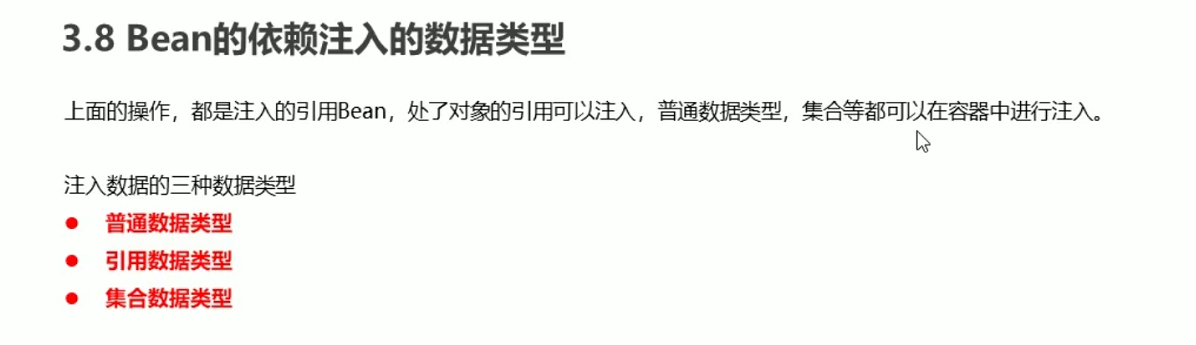 3.8 Bean的依赖注入的数据类型
上面的操作，都是注入的引用Bean，处了对象的引用可以注入，普通数据类型，集合等都可以在容器中进行注入。
注入数据的三种数据类型
● 普通数据类型
● 引用数据类型
● 集合数据类型